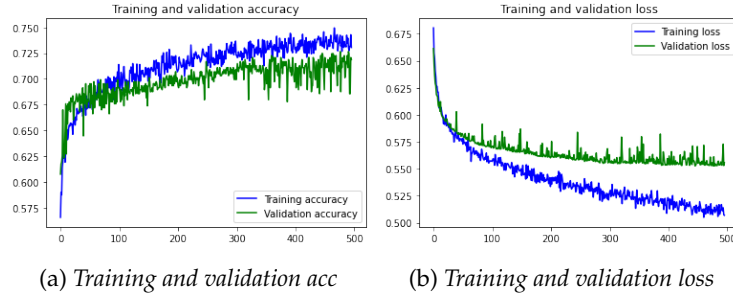 Training and validation accuracy
0.750
0.725
0.700
0.675
0.650
0.625
0.600
0.575
0 100 200 300 400 500
Training accuracy
Validation accuracy
(a) Training and validation acc
Training and validation loss
0.675
0.650
0.625
0.600
0.575
0.550
0.525
0.500
0 100 200 300 400 500
Training loss
Validation loss
(b) Training and validation loss